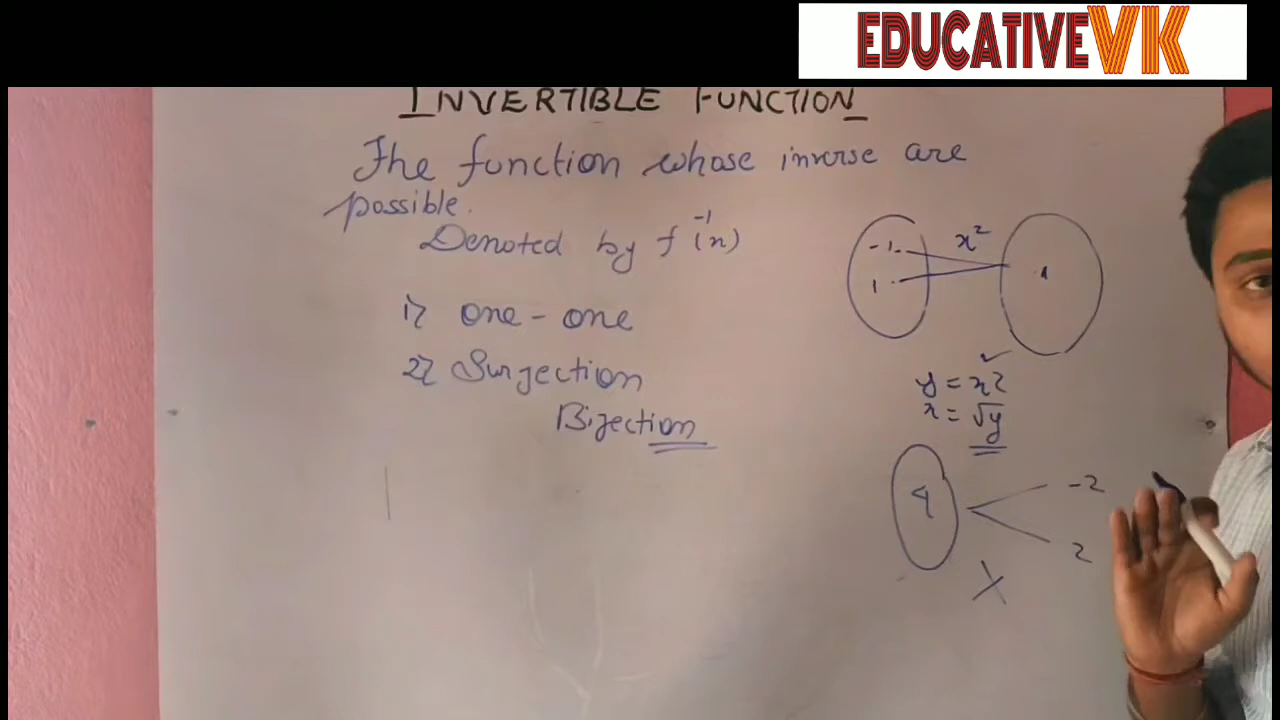 EDUCATIVEVK
INVERTIBLE FUNCTION
The function whose inverse are
possible.
Denoted by f⁻¹(x)
1) one-one
2) Surjection
Bijection
-1
1
x²
1
y = x²
x = √y
4
-2
2